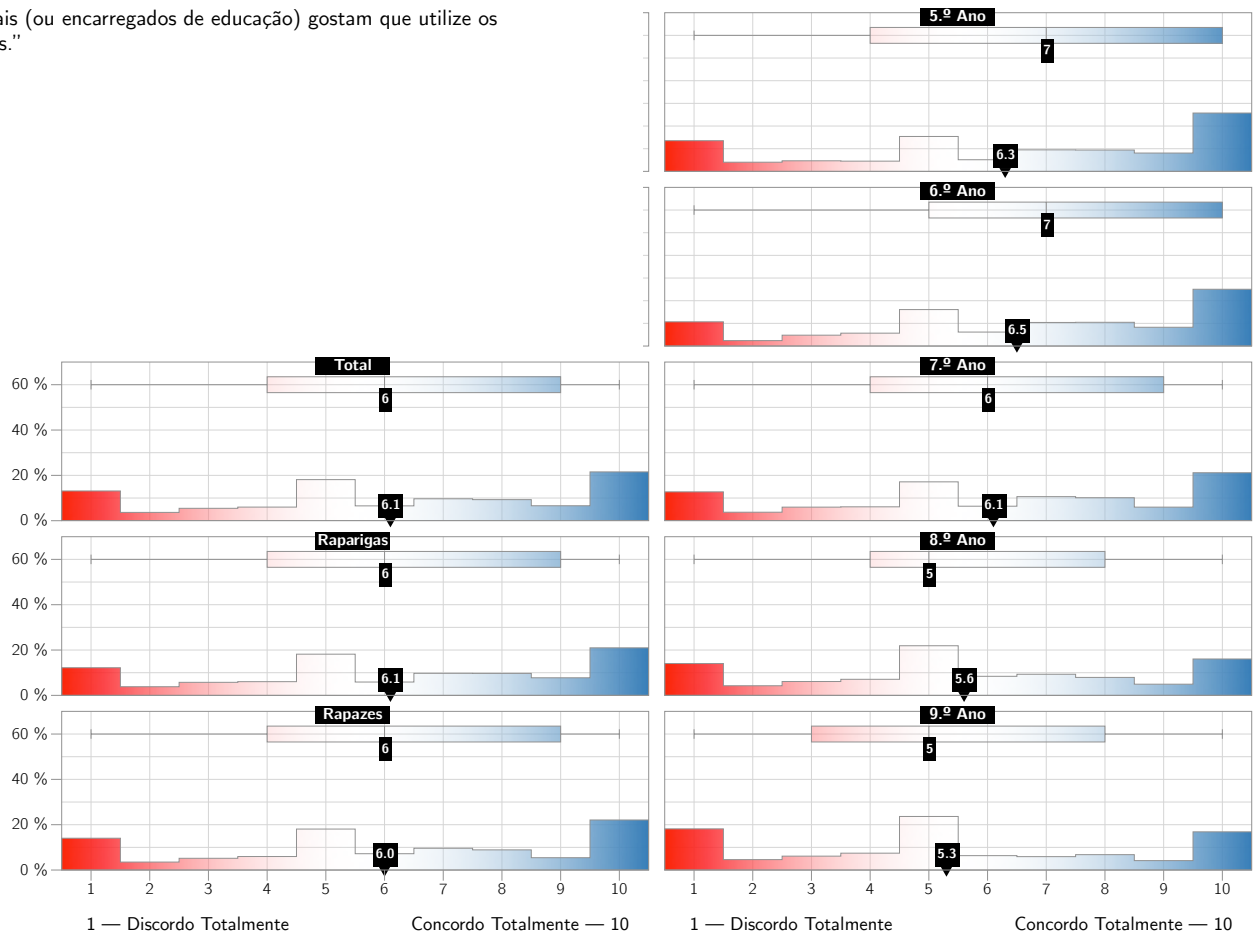 ais (ou encarregados de educação) gostam que utilize os
s.”
5.º Ano
7
6.3
6.º Ano
7
6.5
Total
60 %
6
40 %
20 %
6.1
0 %
7.º Ano
6
6.1
Raparigas
60 %
6
40 %
20 %
6.1
0 %
8.º Ano
5
5.6
Rapazes
60 %
6
40 %
20 %
6.0
0 %
1 2 3 4 5 6 7 8 9 10
1 — Discordo Totalmente Concordo Totalmente — 10
9.º Ano
5
5.3
1 2 3 4 5 6 7 8 9 10
1 — Discordo Totalmente Concordo Totalmente — 10